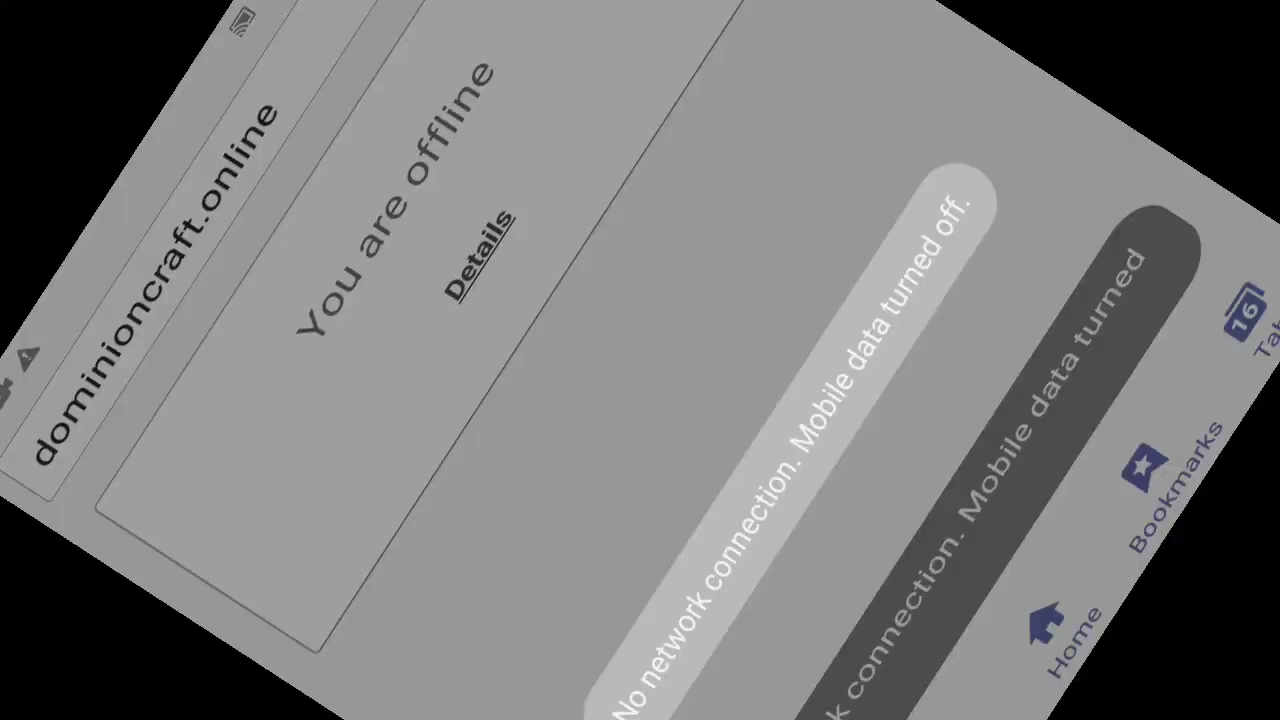 dominioncraft.online
You are offline
Details
No network connection. Mobile data turned off.
connection. Mobile data turned
16
Home
Bookmarks